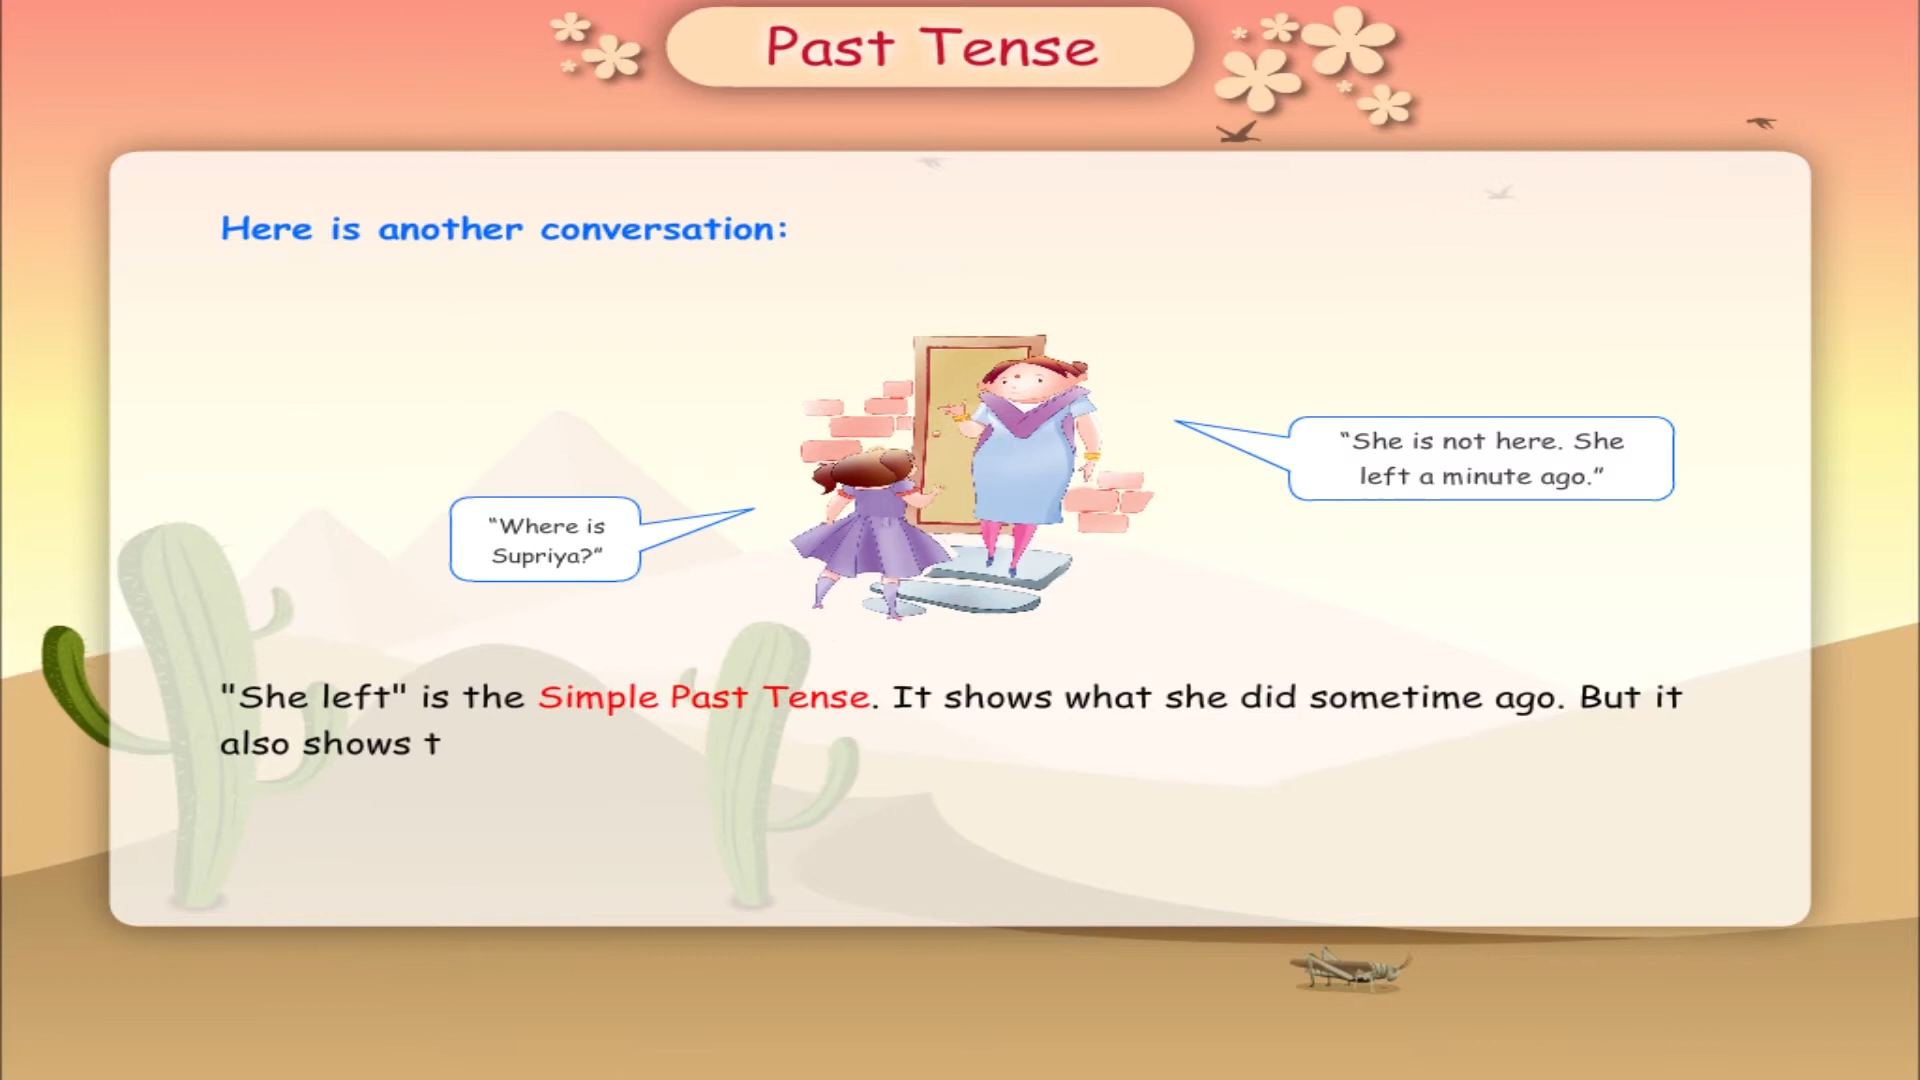 Past Tense
Here is another conversation:
“She is not here. She
left a minute ago.”
“Where is
Supriya?”
"She left" is the Simple Past Tense. It shows what she did sometime ago. But it
also shows t